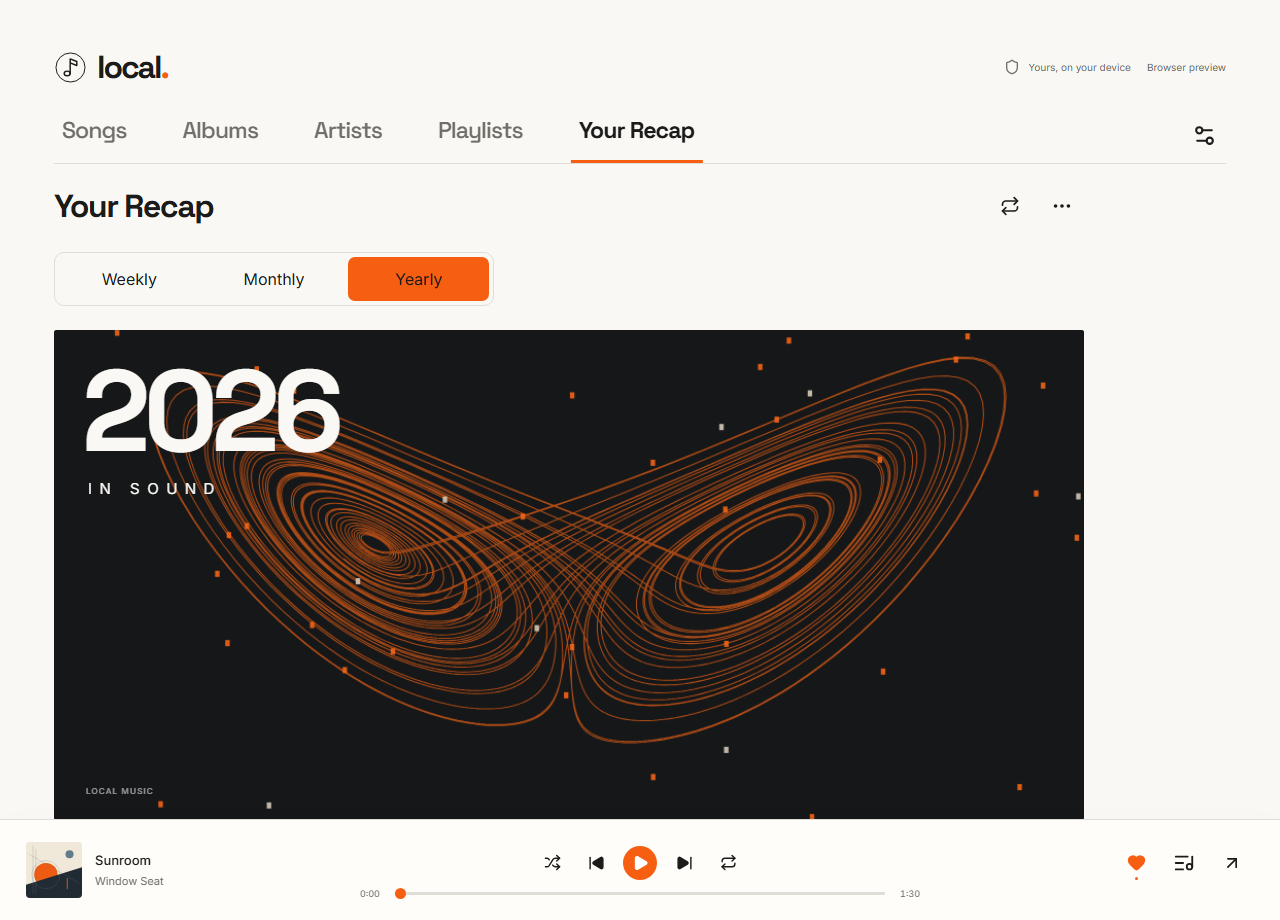 local.
Yours, on your device
Browser preview
Songs
Albums
Artists
Playlists
Your Recap
Your Recap
Weekly
Monthly
Yearly
2026
IN SOUND
LOCAL MUSIC
Sunroom
Window Seat
0:00
1:30